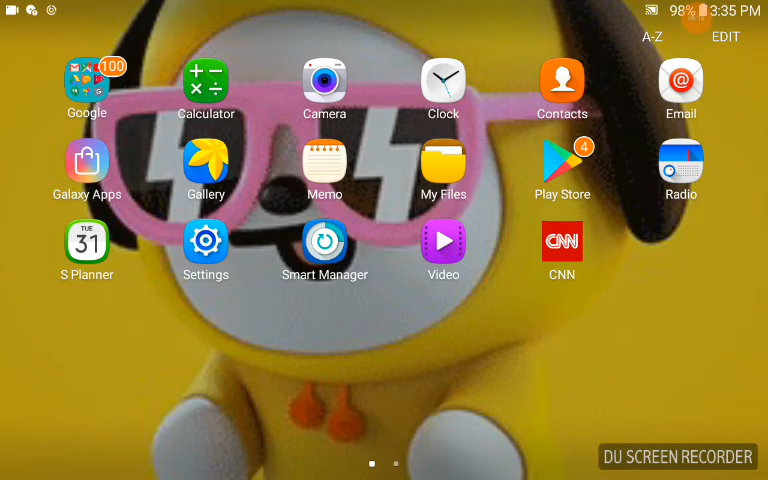 98% 3:35 PM
A-Z EDIT
100
Google Calculator Camera Clock Contacts Email
4
Galaxy Apps Gallery Memo My Files Play Store Radio
TUE
31
CNN
S Planner Settings Smart Manager Video CNN
DU SCREEN RECORDER